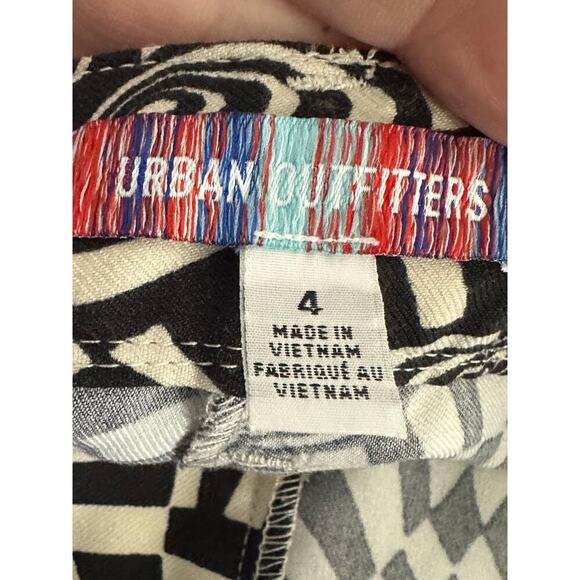 URBAN OUTFITTERS
4
MADE IN
VIETNAM
FABRIQUÉ AU
VIETNAM